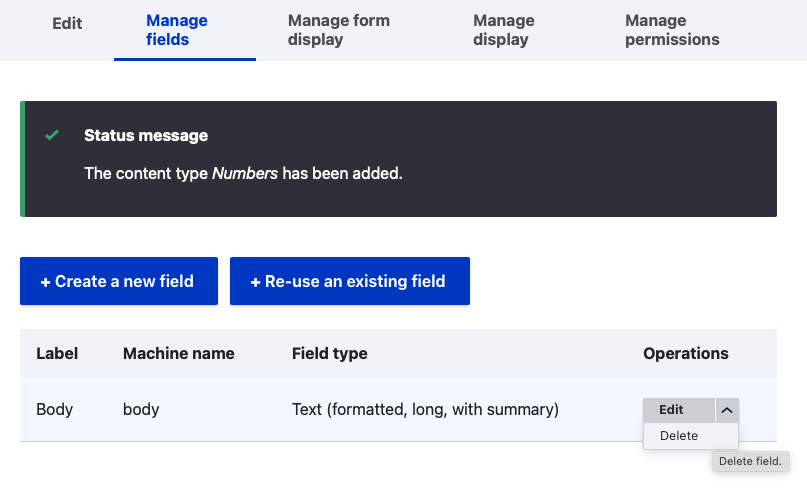 Edit
Manage fields
Manage form display
Manage display
Manage permissions
Status message
The content type Numbers has been added.
+ Create a new field
+ Re-use an existing field
Label Machine name Field type Operations
Body body Text (formatted, long, with summary) Edit
Delete
Delete field.